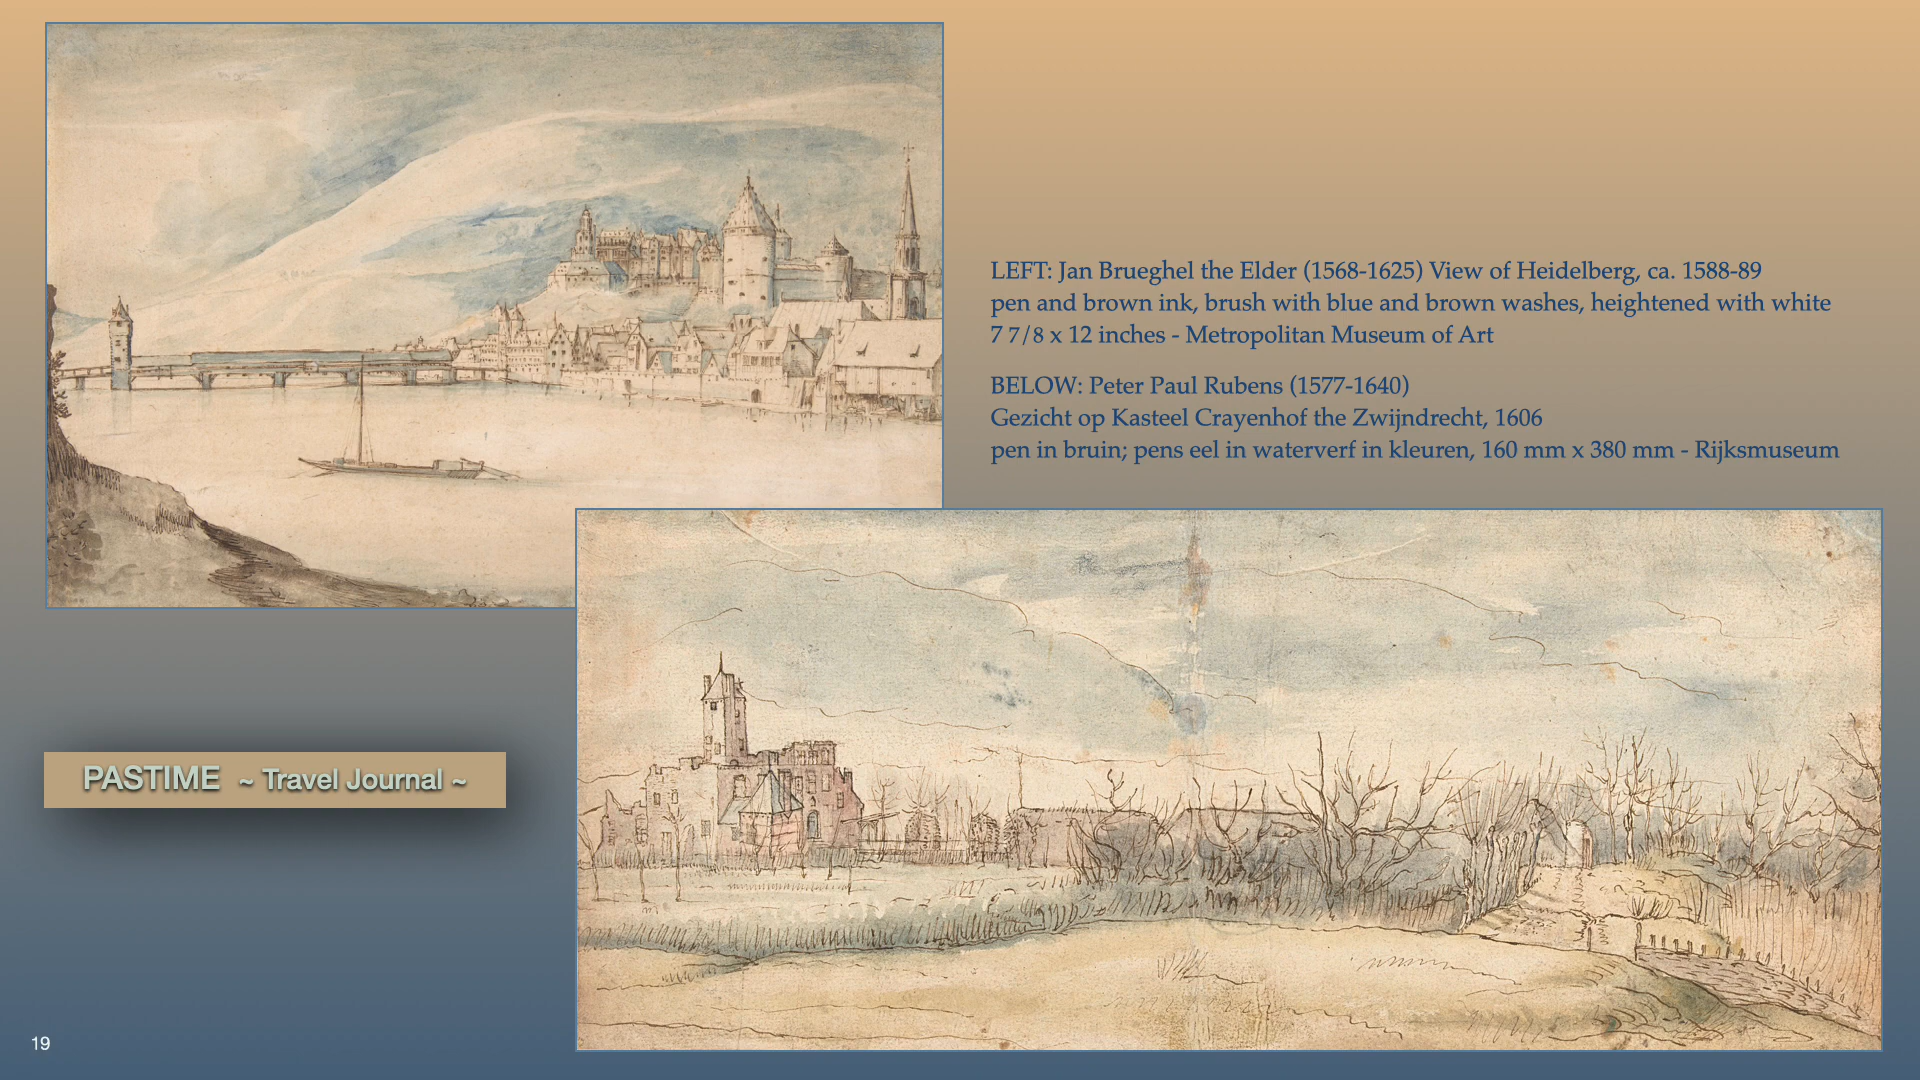 LEFT: Jan Brueghel the Elder (1568-1625) View of Heidelberg, ca. 1588-89
pen and brown ink, brush with blue and brown washes, heightened with white
7 7/8 x 12 inches - Metropolitan Museum of Art
BELOW: Peter Paul Rubens (1577-1640)
Gezicht op Kasteel Crayenhof the Zwijndrecht, 1606
pen in bruin; pens eel in waterverf in kleuren, 160 mm x 380 mm - Rijksmuseum
PASTIME ~ Travel Journal ~
19